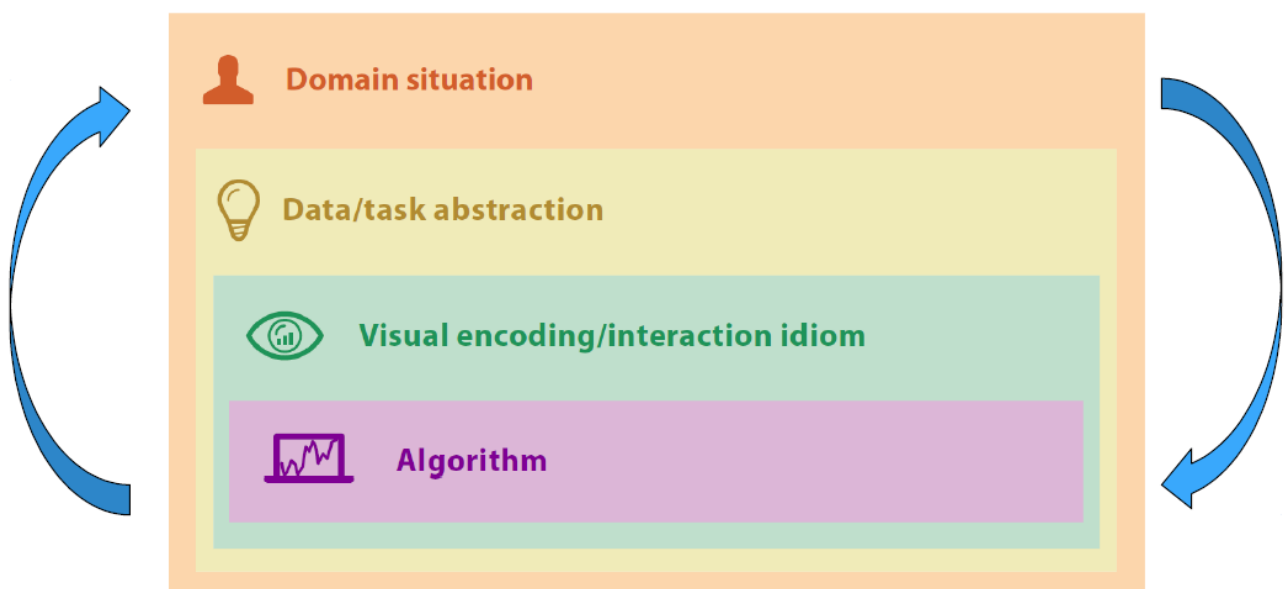 Domain situation
Data/task abstraction
Visual encoding/interaction idiom
Algorithm